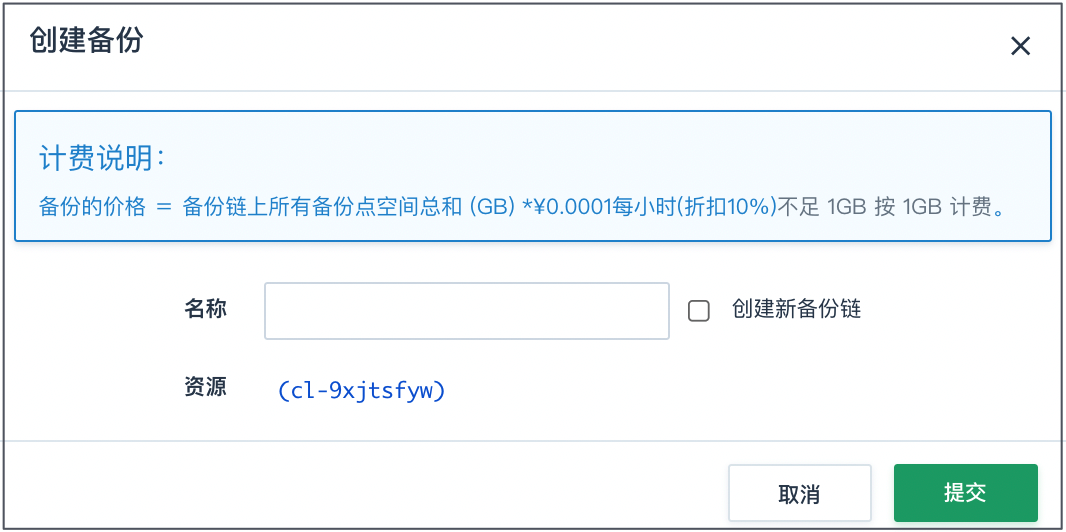 创建备份
计费说明:
备份的价格 = 备份链上所有备份点空间总和 (GB) *¥0.0001每小时(折扣10%)不足 1GB 按 1GB 计费。
名称 创建新备份链
资源 (cl-9xjtsfyw)
取消 提交